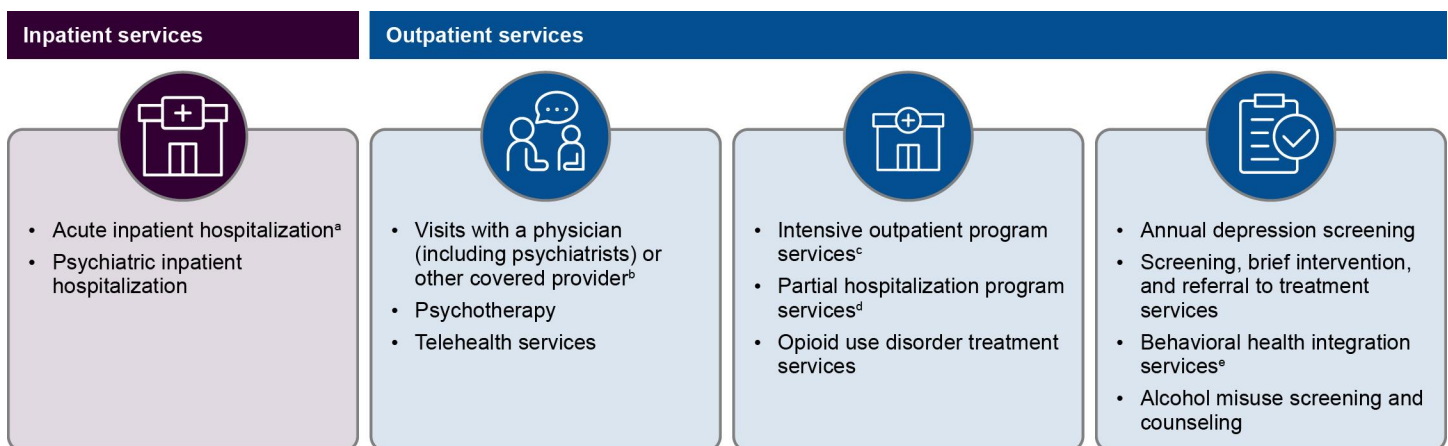 Inpatient services
Outpatient services
• Acute inpatient hospitalizationᵃ
• Psychiatric inpatient
hospitalization
• Visits with a physician
(including psychiatrists) or
other covered providerᵇ
• Psychotherapy
• Telehealth services
• Intensive outpatient program
servicesᶜ
• Partial hospitalization program
servicesᵈ
• Opioid use disorder treatment
services
• Annual depression screening
• Screening, brief intervention,
and referral to treatment
services
• Behavioral health integration
servicesᵉ
• Alcohol misuse screening and
counseling